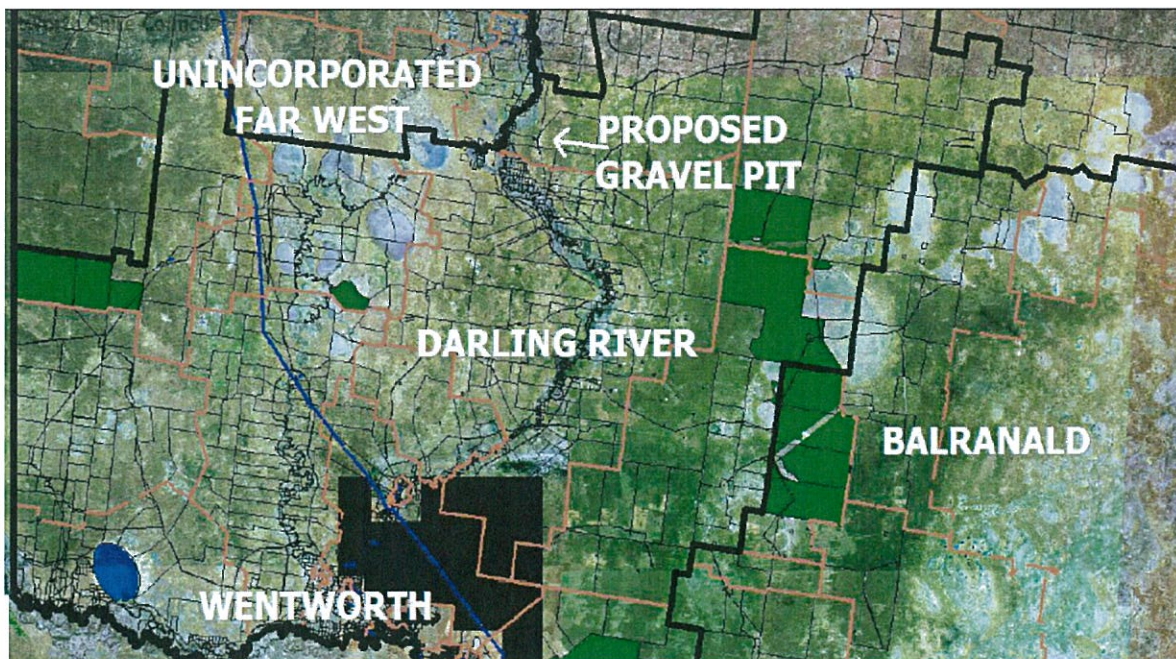 UNINCORPORATED
FAR WEST
PROPOSED
GRAVEL PIT
DARLING RIVER
BALRANALD
WENTWORTH